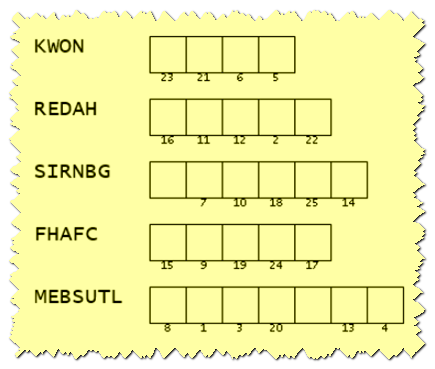 KWON
23 21 6 5
REDAH
16 11 12 2 22
SIRNBG
7 10 18 25 14
FHAFC
15 9 19 24 17
MEBSUTL
8 1 3 20 13 4